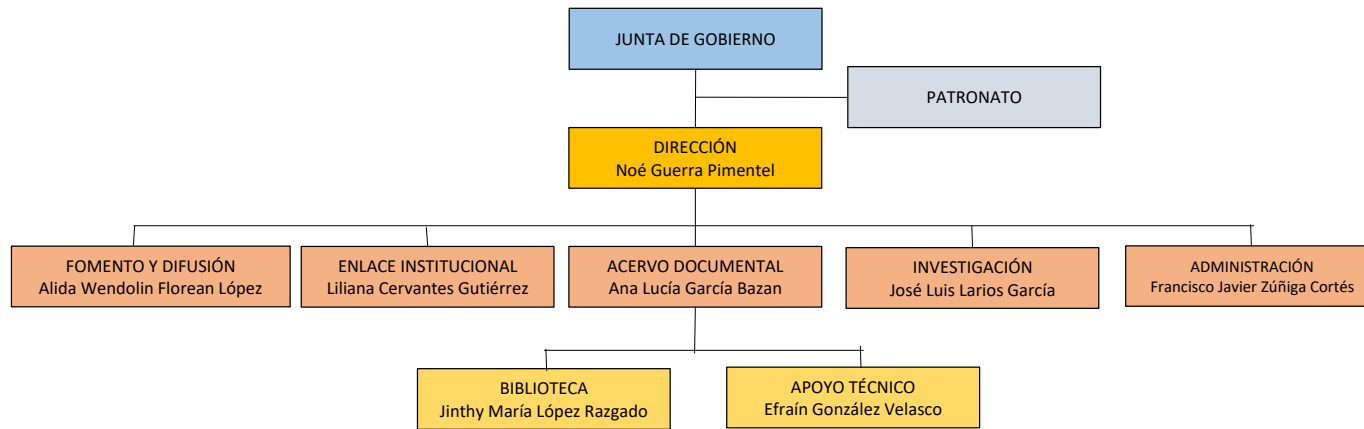 JUNTA DE GOBIERNO
PATRONATO
DIRECCIÓN
Noé Guerra Pimentel
FOMENTO Y DIFUSIÓN
Alida Wendolin Florean López
ENLACE INSTITUCIONAL
Liliana Cervantes Gutiérrez
ACERVO DOCUMENTAL
Ana Lucía García Bazan
INVESTIGACIÓN
José Luis Larios García
ADMINISTRACIÓN
Francisco Javier Zúñiga Cortés
BIBLIOTECA
Jinthy María López Razgado
APOYO TÉCNICO
Efraín González Velasco